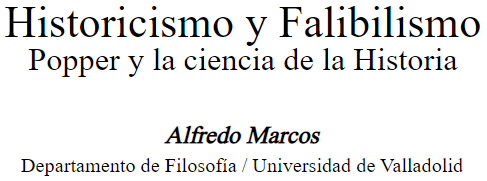 Historicismo y Falibilismo
Popper y la ciencia de la Historia
Alfredo Marcos
Departamento de Filosofía / Universidad de Valladolid